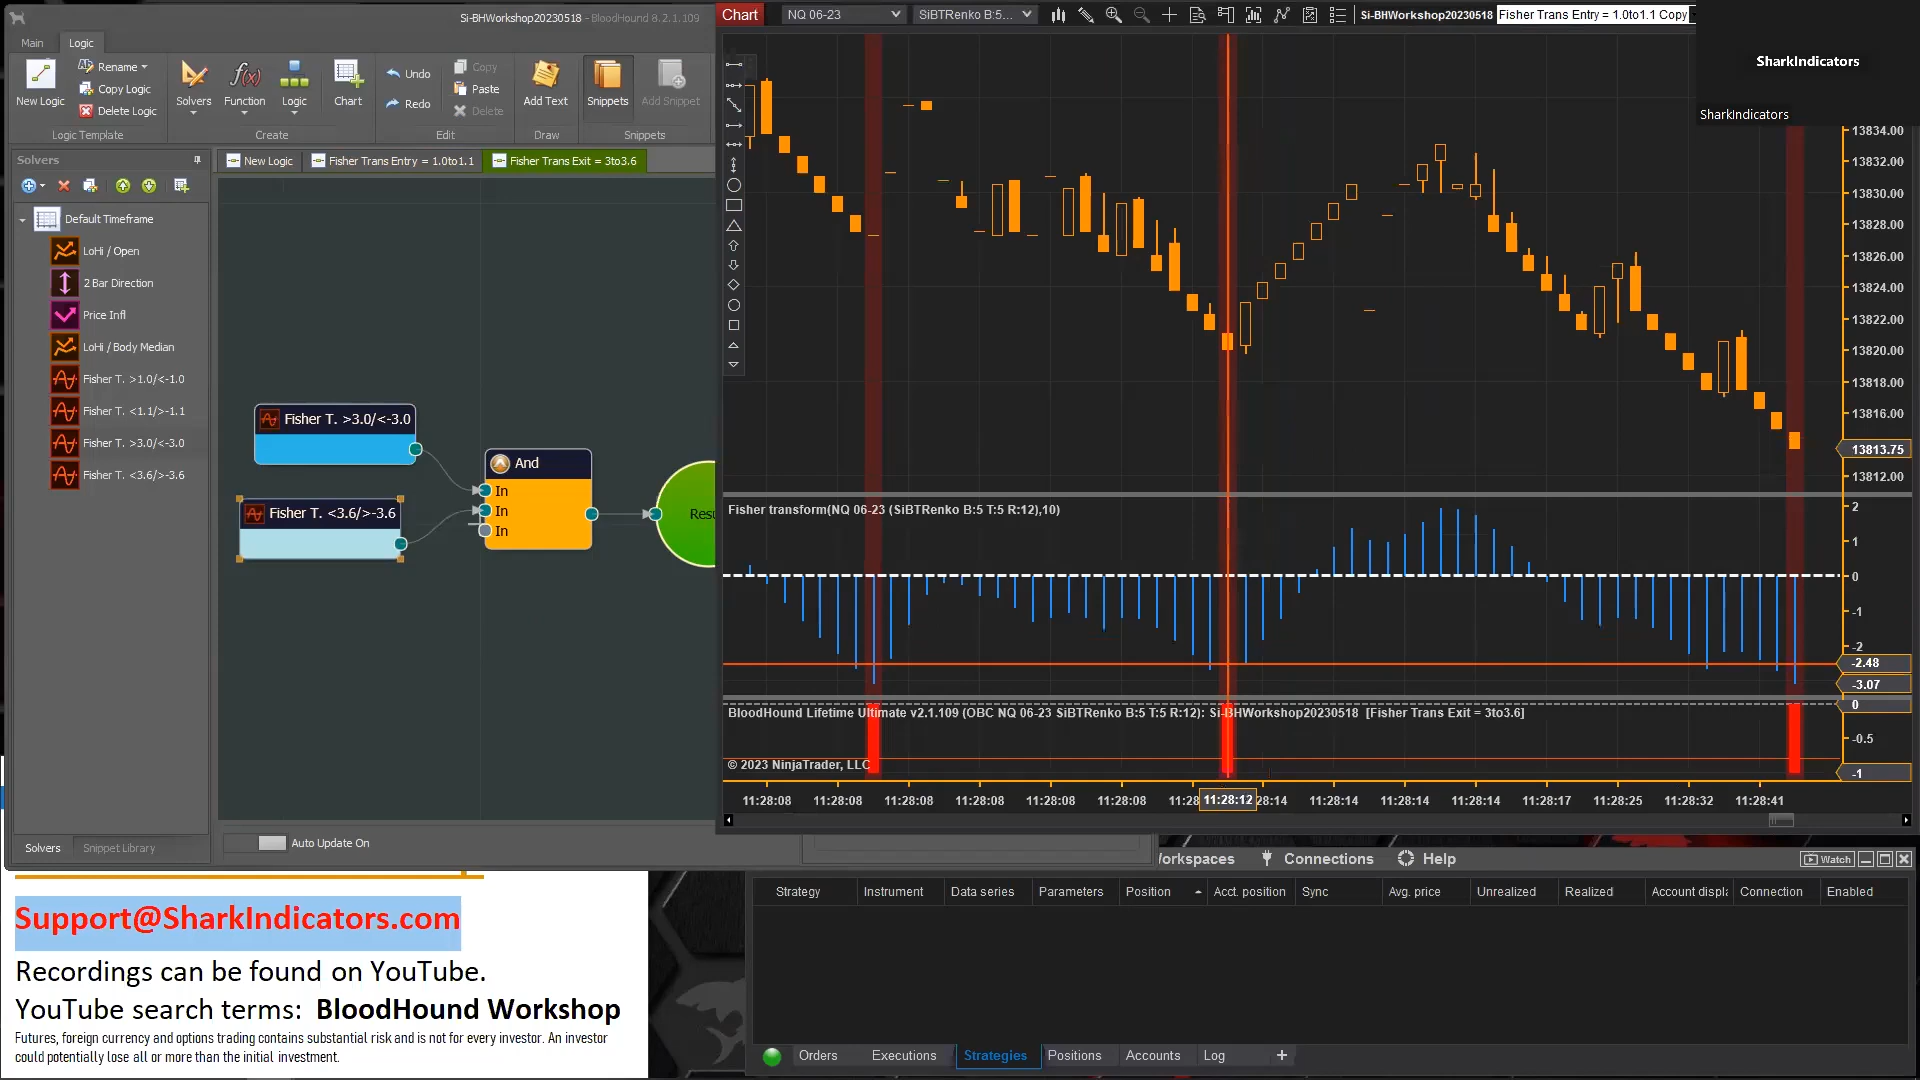 Si-BHWorkshop20230518 - BloodHound 8.2.1.109
Main
Logic
New Logic
Rename
Copy Logic
Delete Logic
Logic Template
Solvers
Function
Logic
Chart
Create
Undo
Redo
Copy
Paste
Delete
Edit
Add Text
Draw
Snippets
Add Snippet
Snippets
Chart
NQ 06-23
SiBTRenko B:5...
Si-BHWorkshop20230518
Fisher Trans Entry = 1.0to1.1 Copy
SharkIndicators
SharkIndicators
Solvers
Default Timeframe
LoHi / Open
2 Bar Direction
Price Infl
LoHi / Body Median
Fisher T. >1.0/<-1.0
Fisher T. <1.1/>-1.1
Fisher T. >3.0/<-3.0
Fisher T. <3.6/>-3.6
Solvers
Snippet Library
New Logic
Fisher Trans Entry = 1.0to1.1
Fisher Trans Exit = 3to3.6
Fisher T. >3.0/<-3.0
Fisher T. <3.6/>-3.6
And
In
In
In
Auto Update On
13834.00
13832.00
13830.00
13828.00
13826.00
13824.00
13822.00
13820.00
13818.00
13816.00
13813.75
13812.00
Fisher transform(NQ 06-23 (SiBTRenko B:5 T:5 R:12),10)
2
1
0
-1
-2
-2.48
-3.07
BloodHound Lifetime Ultimate v2.1.109 (OBC NQ 06-23 SiBTRenko B:5 T:5 R:12): Si-BHWorkshop20230518 [Fisher Trans Exit = 3to3.6]
0
-0.5
-1
© 2023 NinjaTrader, LLC
11:28:08 11:28:08 11:28:08 11:28:08 11:28:08 11:28:08 11:28:12 11:28:14 11:28:14 11:28:14 11:28:17 11:28:25 11:28:32 11:28:41
Connections
Help
Watch
Strategy Instrument Data series Parameters Position Acct. position Sync Avg. price Unrealized Realized Account displ Connection Enabled
Orders Executions Strategies Positions Accounts Log +
Support@SharkIndicators.com
Recordings can be found on YouTube.
YouTube search terms: BloodHound Workshop
Futures, foreign currency and options trading contains substantial risk and is not for every investor. An investor
could potentially lose all or more than the initial investment.